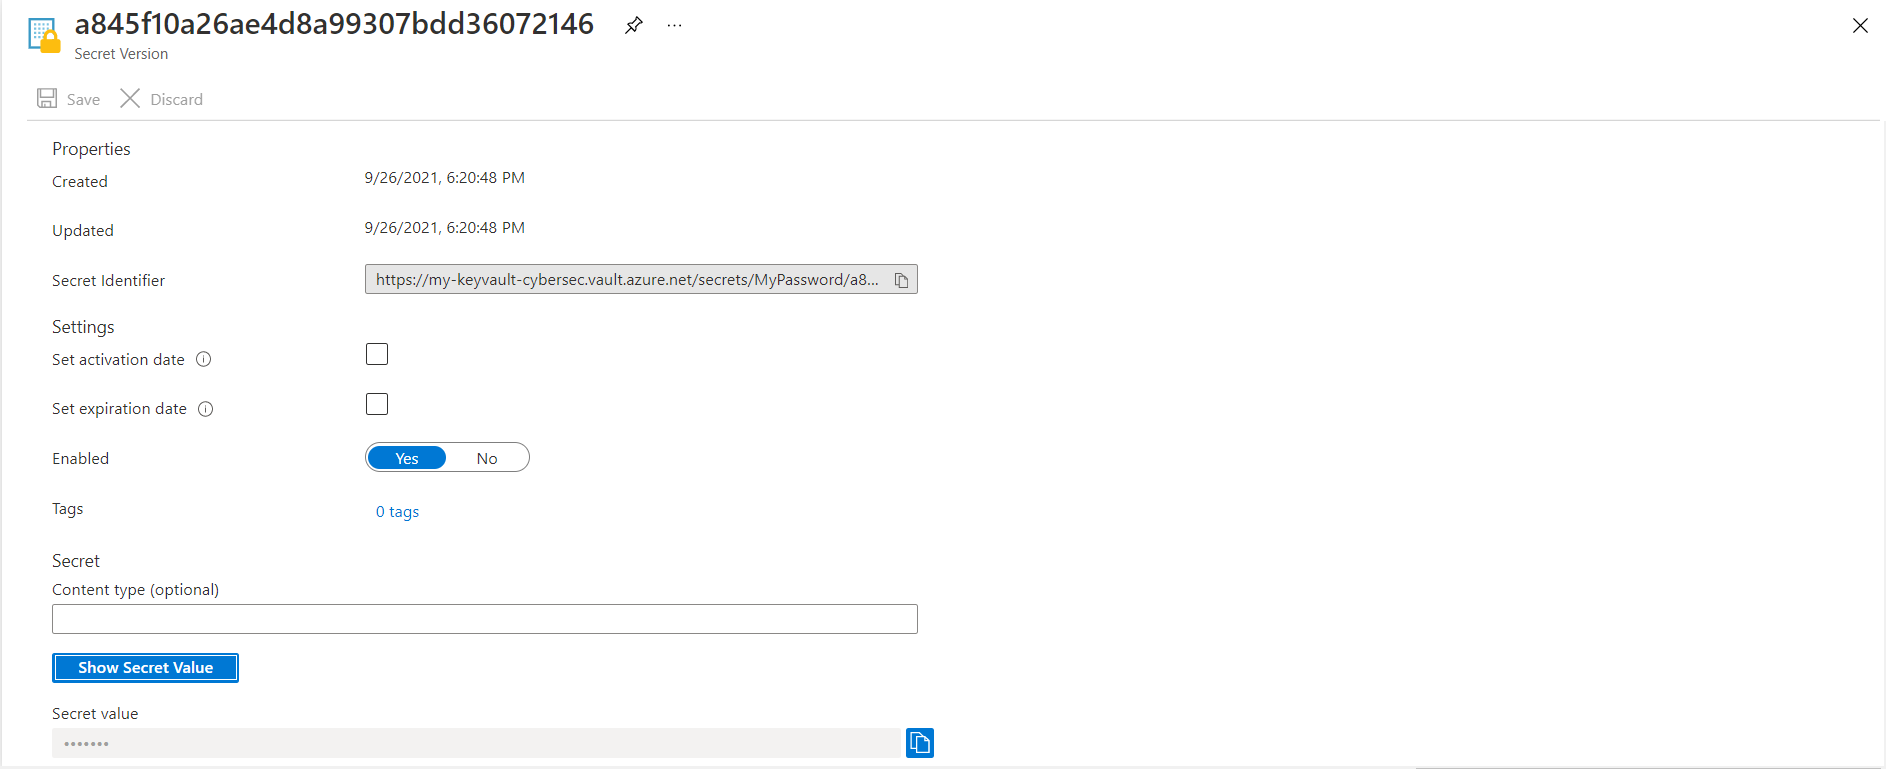 a845f10a26ae4d8a99307bdd36072146
Secret Version
Save Discard
Properties
Created 9/26/2021, 6:20:48 PM
Updated 9/26/2021, 6:20:48 PM
Secret Identifier https://my-keyvault-cybersec.vault.azure.net/secrets/MyPassword/a8...
Settings
Set activation date
Set expiration date
Enabled Yes No
Tags 0 tags
Secret
Content type (optional)
Show Secret Value
Secret value
•••••••